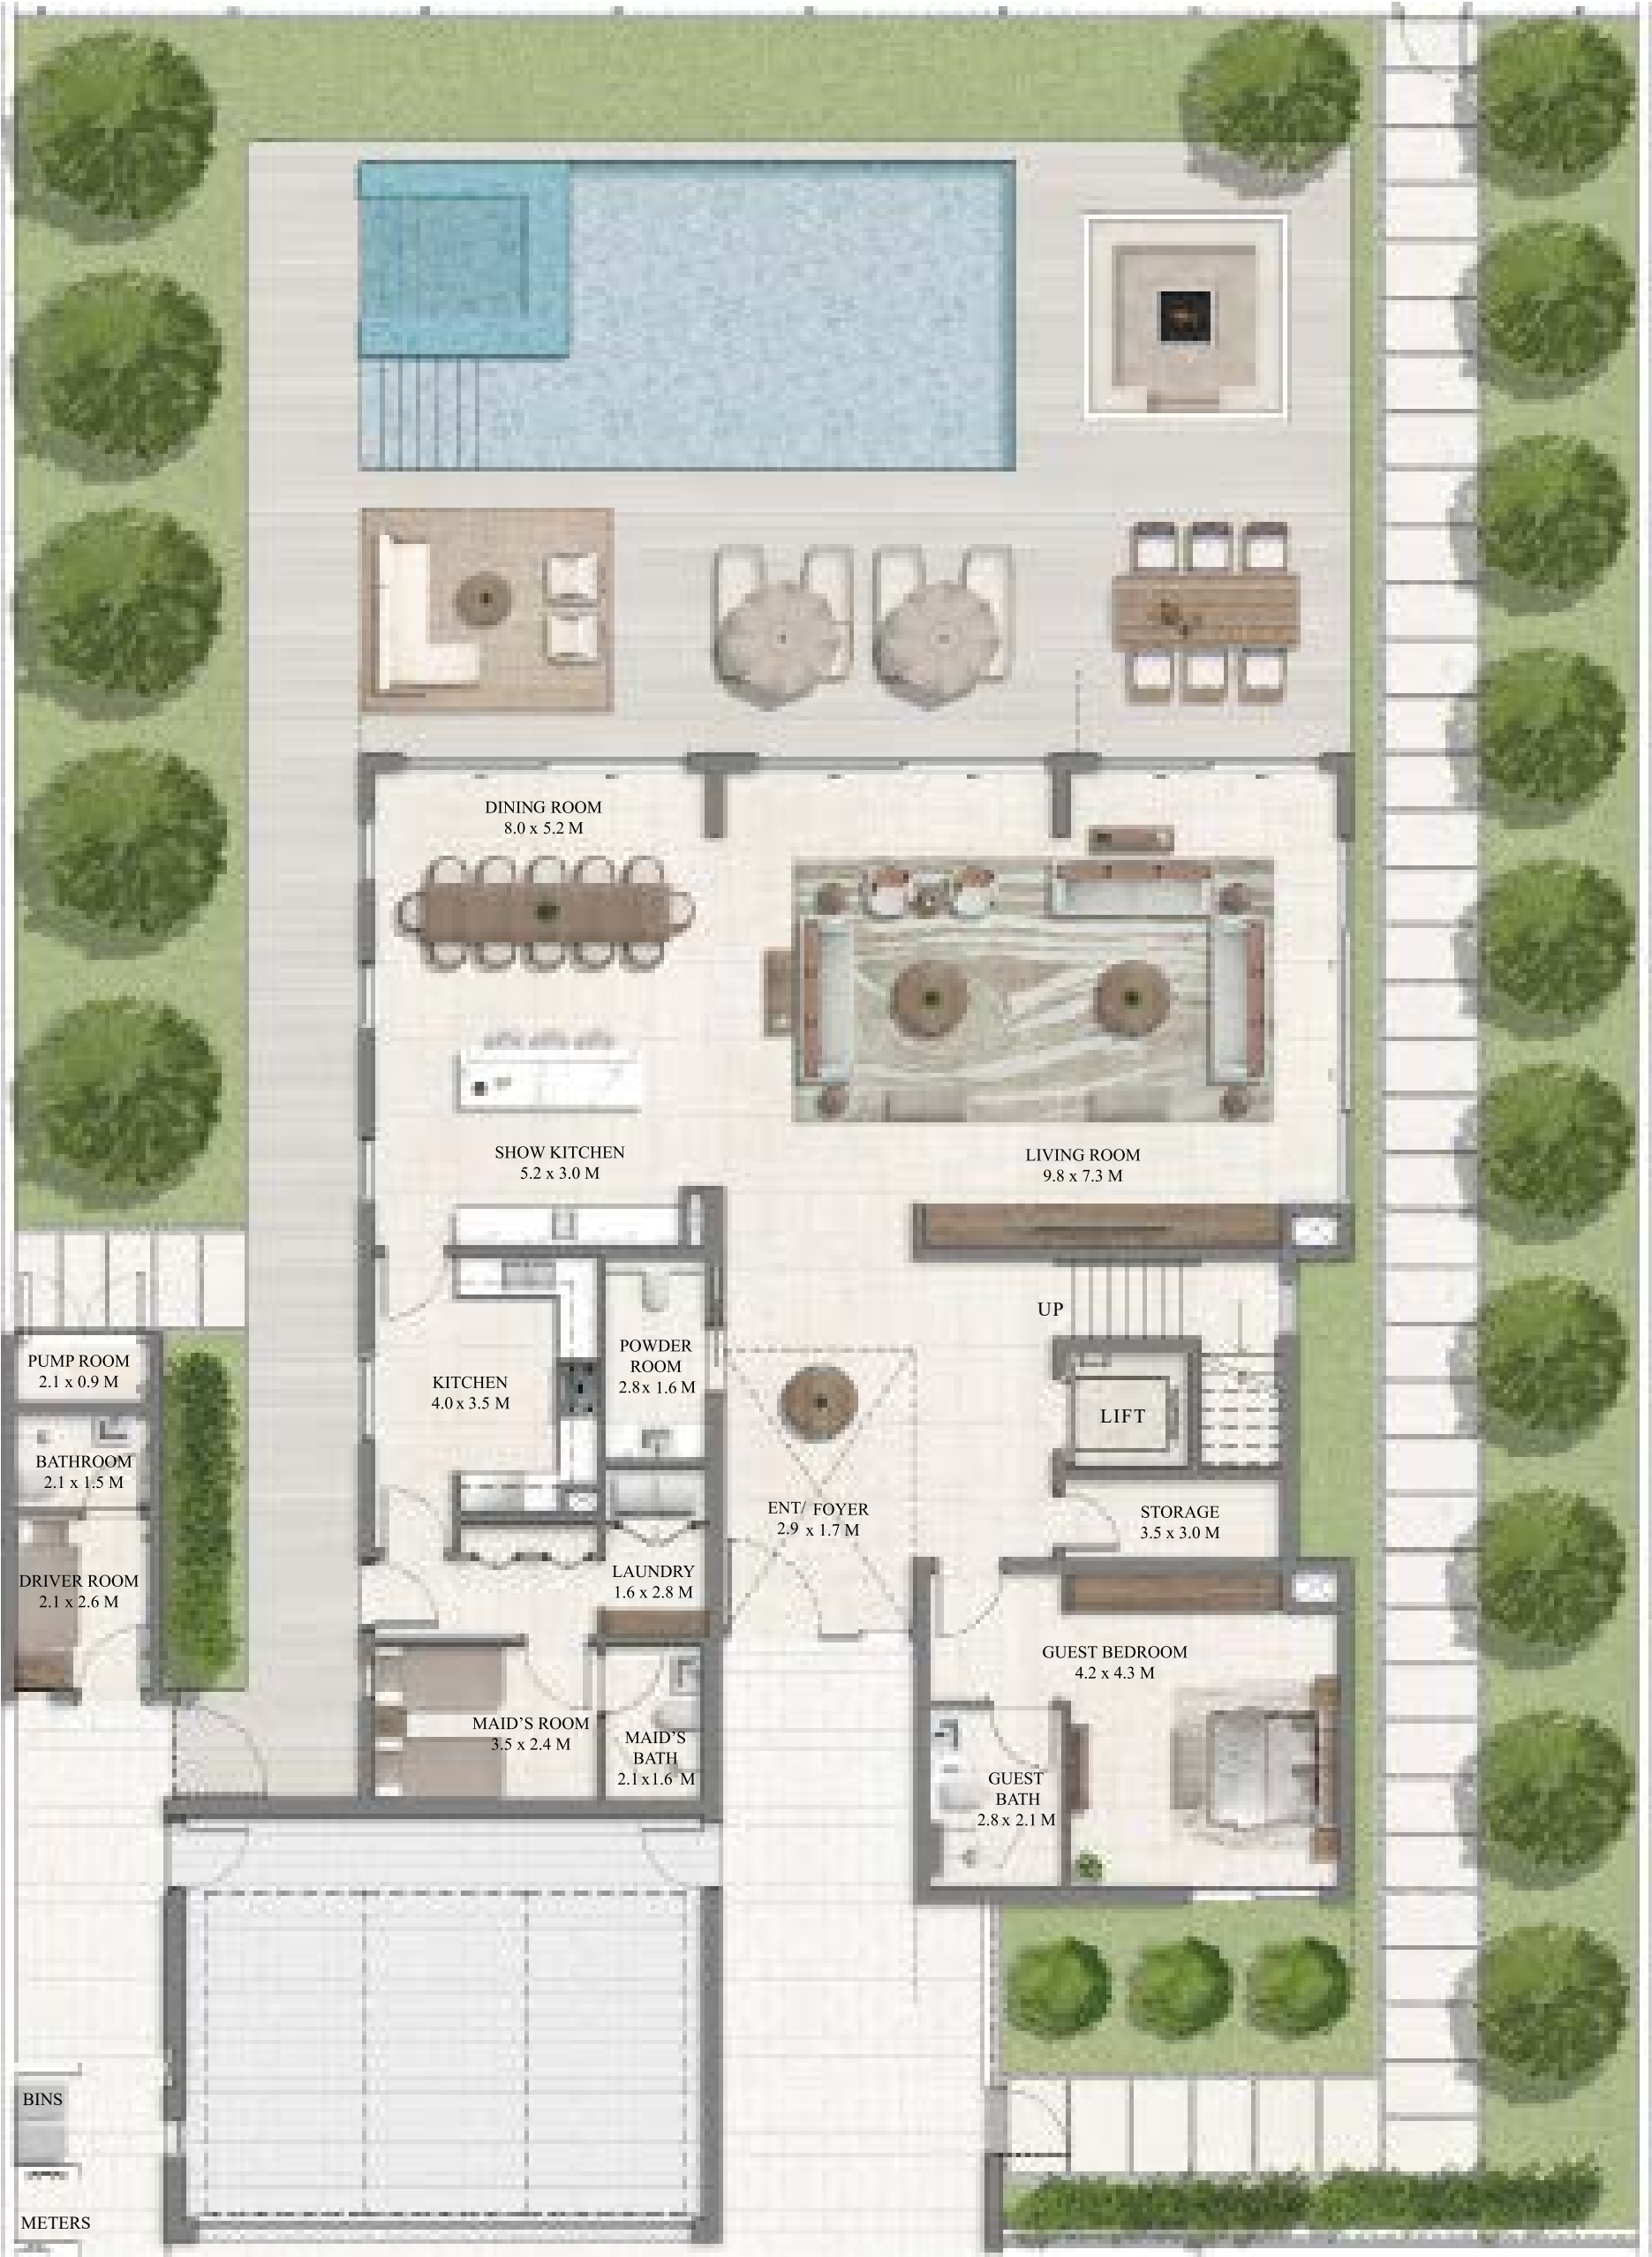 DINING ROOM
8.0 x 5.2 M
SHOW KITCHEN
5.2 x 3.0 M
LIVING ROOM
9.8 x 7.3 M
UP
POWDER
ROOM
2.8 x 1.6 M
PUMP ROOM
2.1 x 0.9 M
KITCHEN
4.0 x 3.5 M
LIFT
BATHROOM
2.1 x 1.5 M
ENT/ FOYER
2.9 x 1.7 M
STORAGE
3.5 x 3.0 M
DRIVER ROOM
2.1 x 2.6 M
LAUNDRY
1.6 x 2.8 M
GUEST BEDROOM
4.2 x 4.3 M
MAID'S ROOM
3.5 x 2.4 M
MAID'S
BATH
2.1 x 1.6 M
GUEST
BATH
2.8 x 2.1 M
BINS
METERS